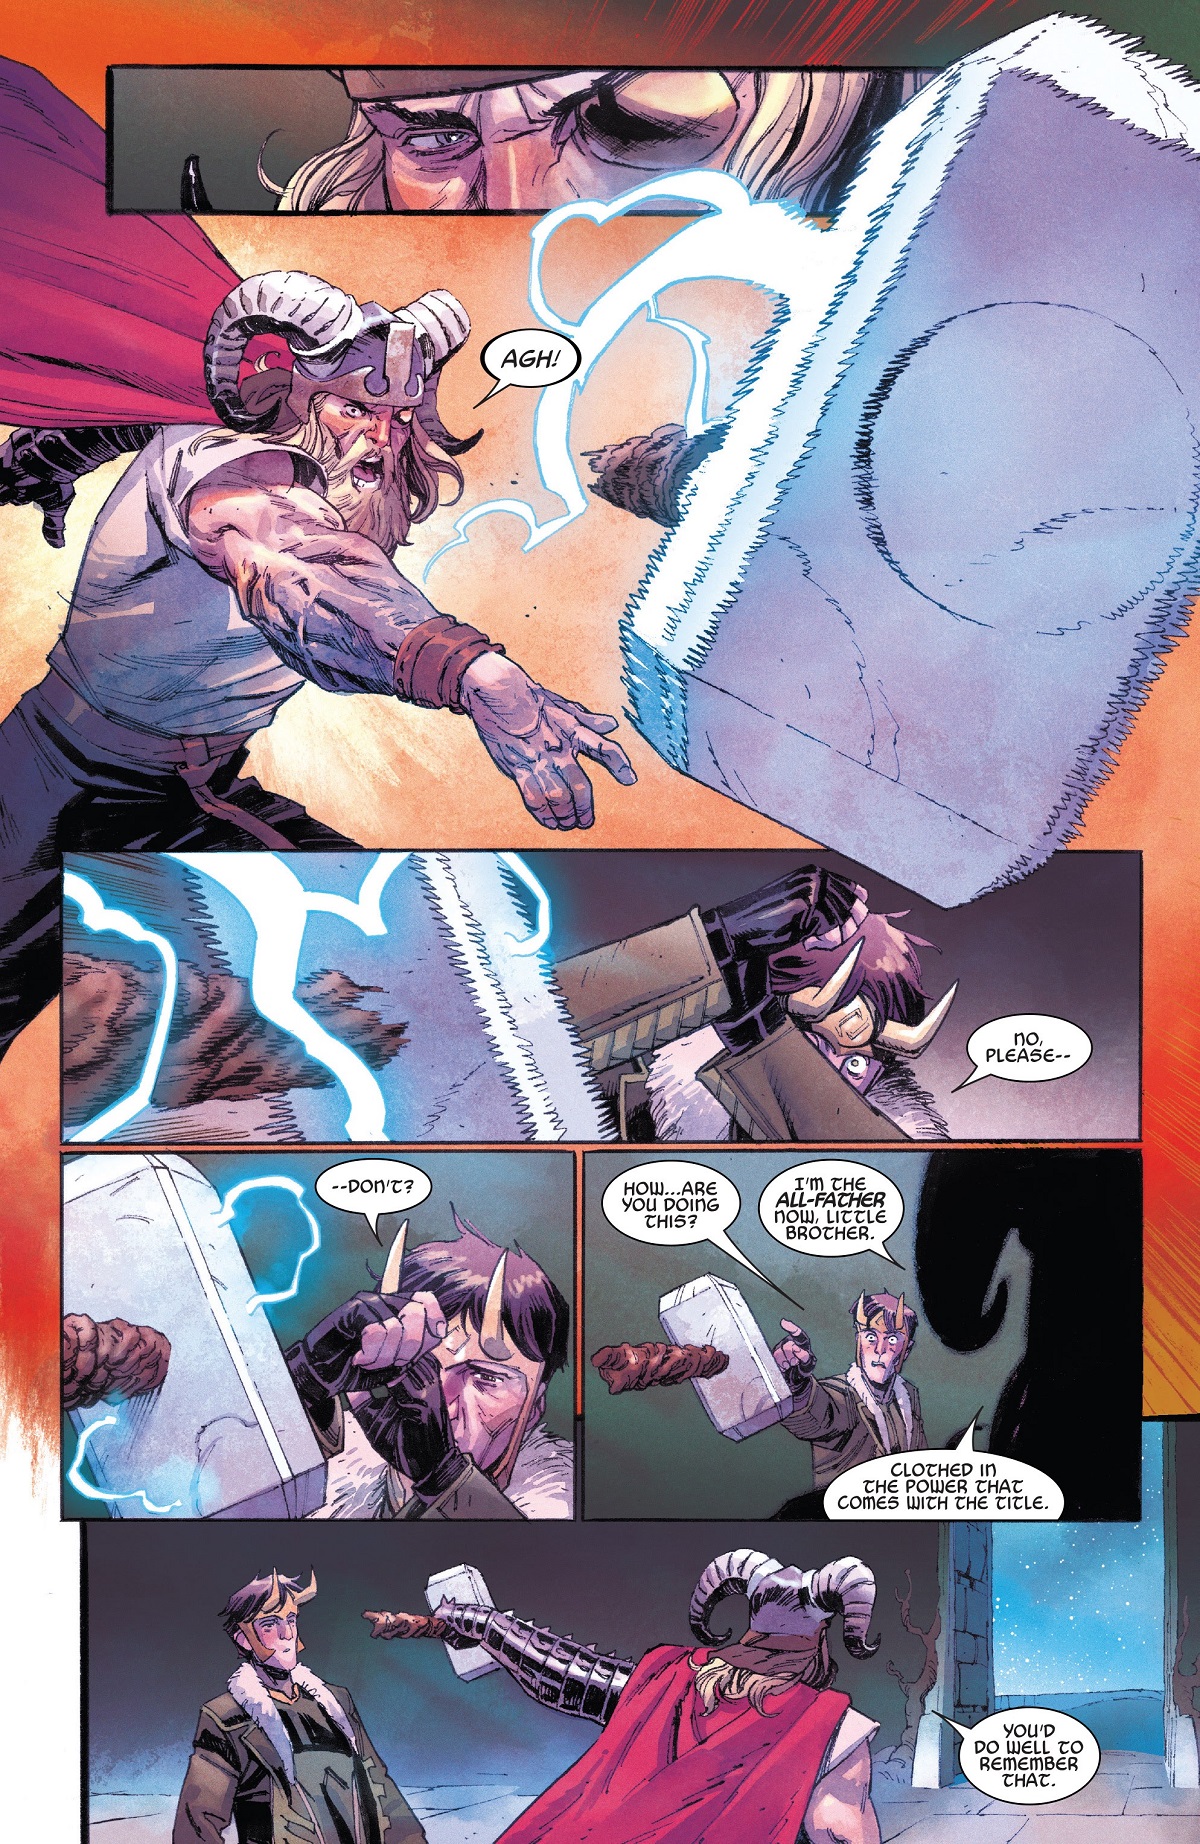 AGH!
NO,
PLEASE--
--DON'T?
HOW...ARE
YOU DOING
THIS?
I'M THE
ALL-FATHER
NOW, LITTLE
BROTHER.
CLOTHED IN
THE POWER THAT
COMES WITH THE TITLE.
YOU'D
DO WELL TO
REMEMBER
THAT.